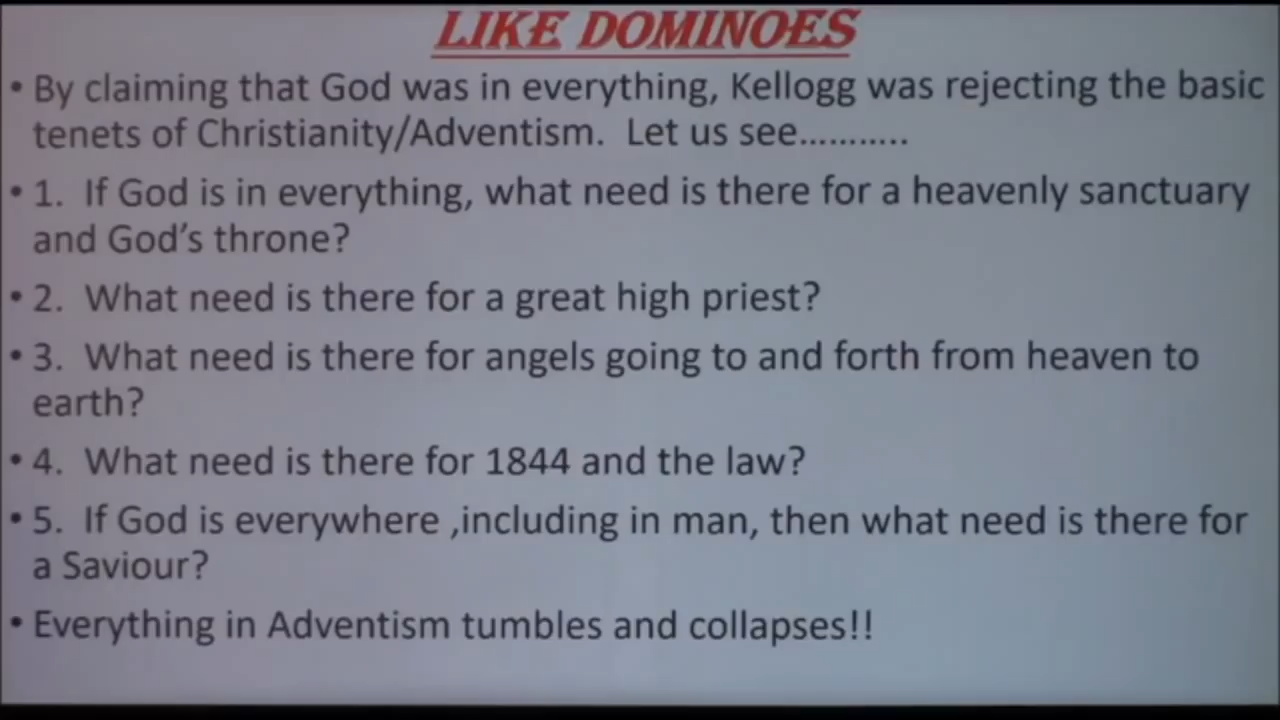 LIKE DOMINOES
• By claiming that God was in everything, Kellogg was rejecting the basic
tenets of Christianity/Adventism.  Let us see...........
• 1.  If God is in everything, what need is there for a heavenly sanctuary
and God's throne?
• 2.  What need is there for a great high priest?
• 3.  What need is there for angels going to and forth from heaven to
earth?
• 4.  What need is there for 1844 and the law?
• 5.  If God is everywhere ,including in man, then what need is there for
a Saviour?
• Everything in Adventism tumbles and collapses!!